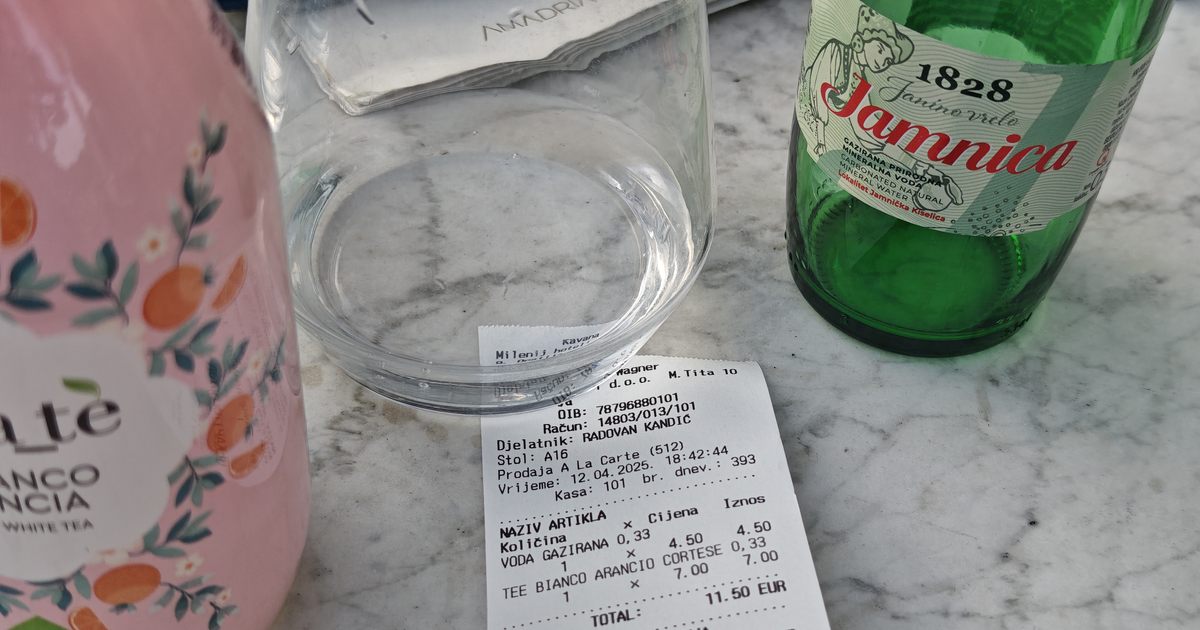 AMADRIA
1828
Janino vrelo
Jamnica
GAZIRANA PRIRODNA
MINERALNA VODA
CARBONATED NATURAL
MINERAL WATER
Lokalitet Jamnička Kiselica
te
WHITE TEA
Kavana Wagner
Milenij hoteli d.o.o. M.Tita 10
OIB: 78796880101
Račun: 14803/013/101
Djelatnik: RADOVAN KANDIĆ
Stol: A16
Prodaja A La Carte (512)
Vrijeme: 12.04.2025. 18:42:44
Kasa: 101 br. dnev.: 393
NAZIV ARTIKLA
Količina x Cijena Iznos
VODA GAZIRANA 0,33
1 x 4.50 4.50
TEE BIANCO ARANCIO CORTESE 0,33
1 x 7.00 7.00
TOTAL: 11.50 EUR